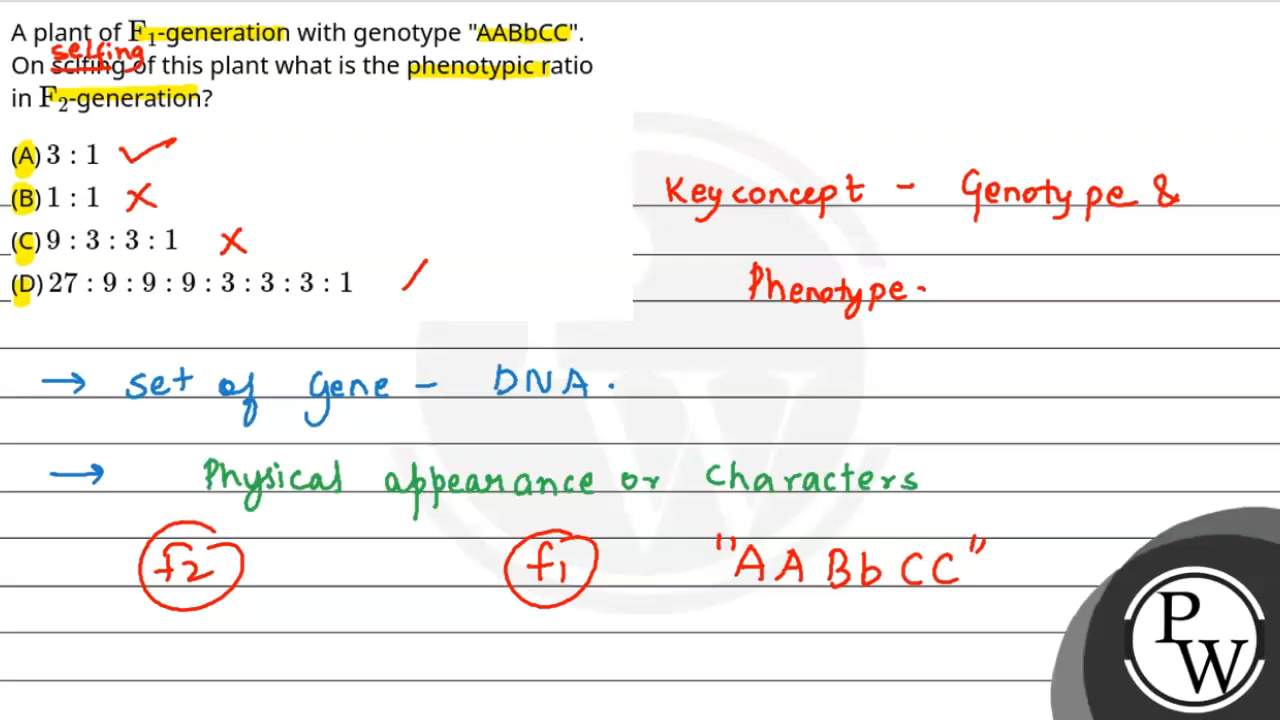 A plant of F₁-generation with genotype "AABbCC".
selfing
On sclfing of this plant what is the phenotypic ratio
in F₂-generation?
(A) 3 : 1
(B) 1 : 1
(C) 9 : 3 : 3 : 1
(D) 27 : 9 : 9 : 9 : 3 : 3 : 3 : 1
Key concept - Genotype &
Phenotype.
→ set of gene - DNA.
→ Physical appearance or characters
f2 f1 "AABbCC"
PW